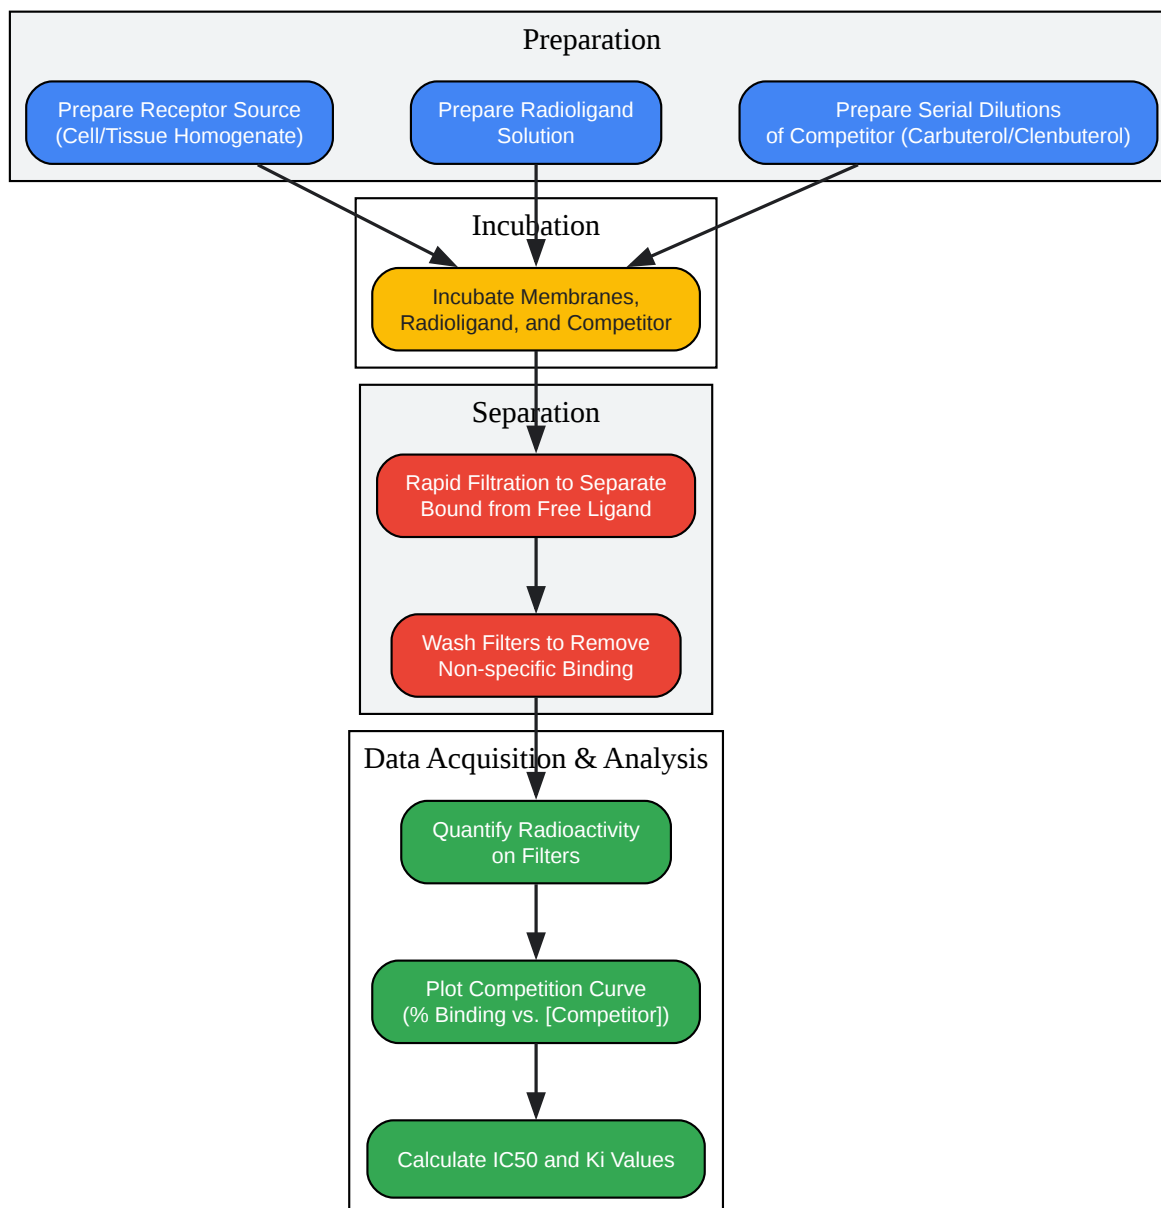 Preparation
Prepare Receptor Source
(Cell/Tissue Homogenate)
Prepare Radioligand
Solution
Prepare Serial Dilutions
of Competitor (Carbuterol/Clenbuterol)
Incubation
Incubate Membranes,
Radioligand, and Competitor
Separation
Rapid Filtration to Separate
Bound from Free Ligand
Wash Filters to Remove
Non-specific Binding
Data Acquisition & Analysis
Quantify Radioactivity
on Filters
Plot Competition Curve
(% Binding vs. [Competitor])
Calculate IC50 and Ki Values